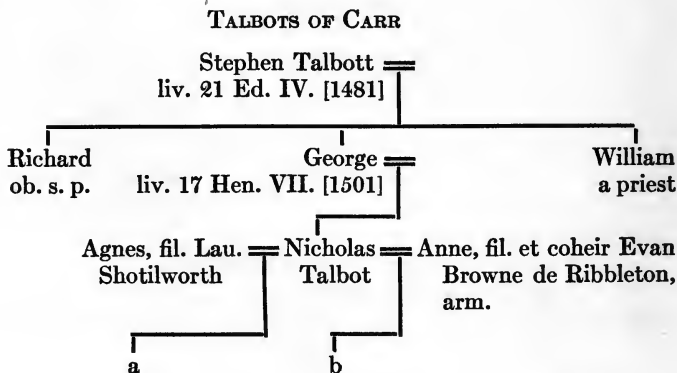 TALBOTS OF CARR
Stephen Talbott
liv. 21 Ed. IV. [1481]
Richard
ob. s. p.
George
liv. 17 Hen. VII. [1501]
William
a priest
Agnes, fil. Lau.
Shotilworth
Nicholas
Talbot
Anne, fil. et coheir Evan
Browne de Ribbleton,
arm.
a
b